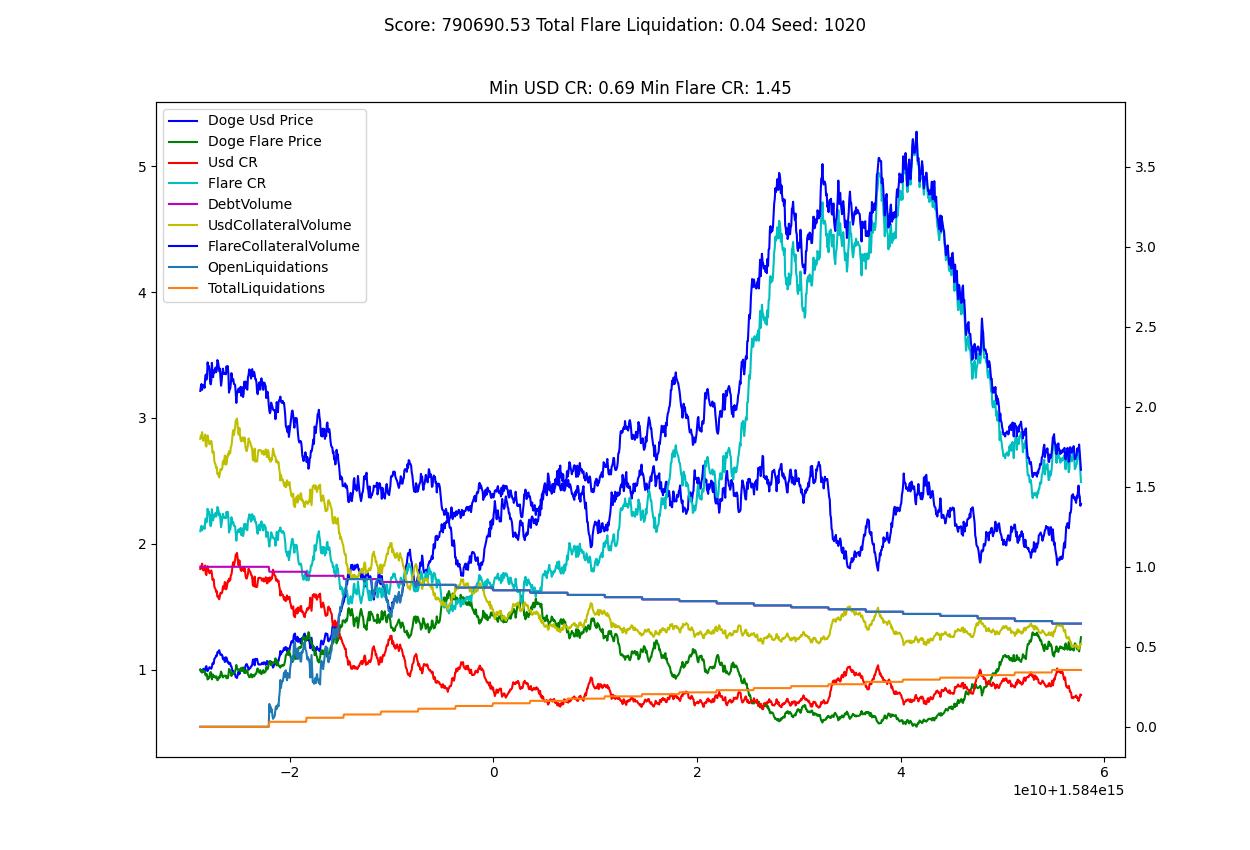 Score: 790690.53 Total Flare Liquidation: 0.04 Seed: 1020
Min USD CR: 0.69 Min Flare CR: 1.45
Doge Usd Price
Doge Flare Price
Usd CR
Flare CR
DebtVolume
UsdCollateralVolume
FlareCollateralVolume
OpenLiquidations
TotalLiquidations
5
4
3
2
1
3.5
3.0
2.5
2.0
1.5
1.0
0.5
0.0
−2
0
2
4
6
1e10+1.584e15